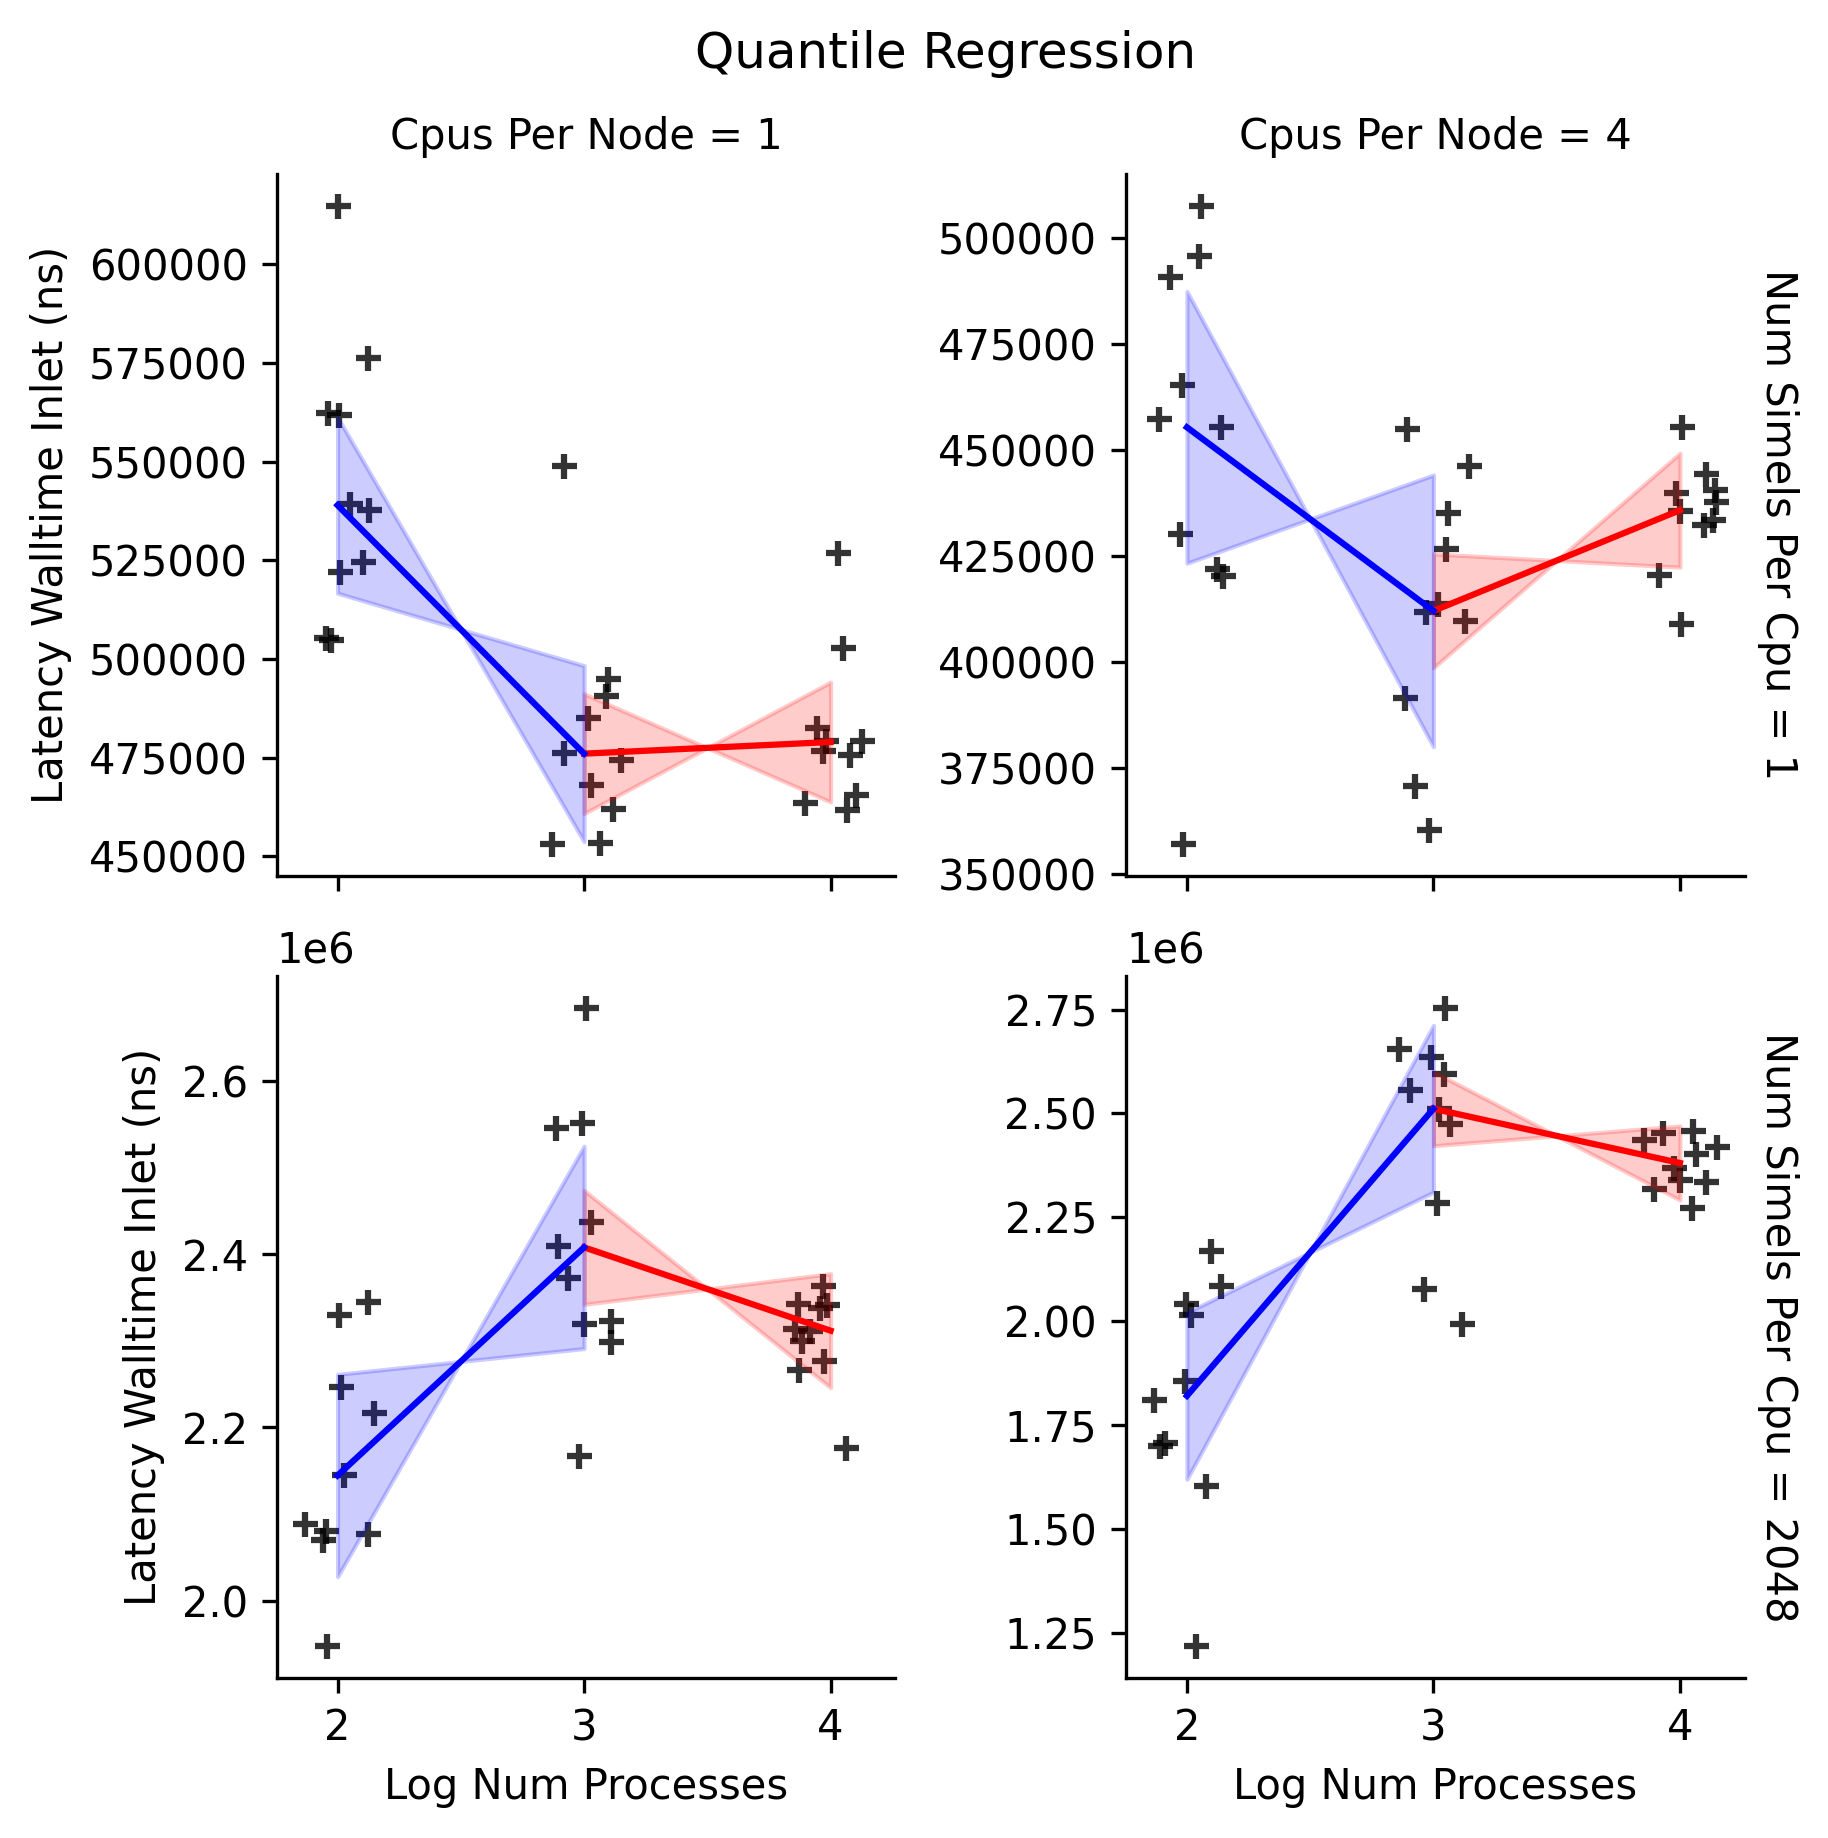 Quantile Regression
Cpus Per Node = 1
Cpus Per Node = 4
Latency Walltime Inlet (ns)
600000
575000
550000
525000
500000
475000
450000
500000
475000
450000
425000
400000
375000
350000
Num Simels Per Cpu = 1
1e6
Latency Walltime Inlet (ns)
2.6
2.4
2.2
2.0
2 3 4
Log Num Processes
1e6
2.75
2.50
2.25
2.00
1.75
1.50
1.25
2 3 4
Log Num Processes
Num Simels Per Cpu = 2048